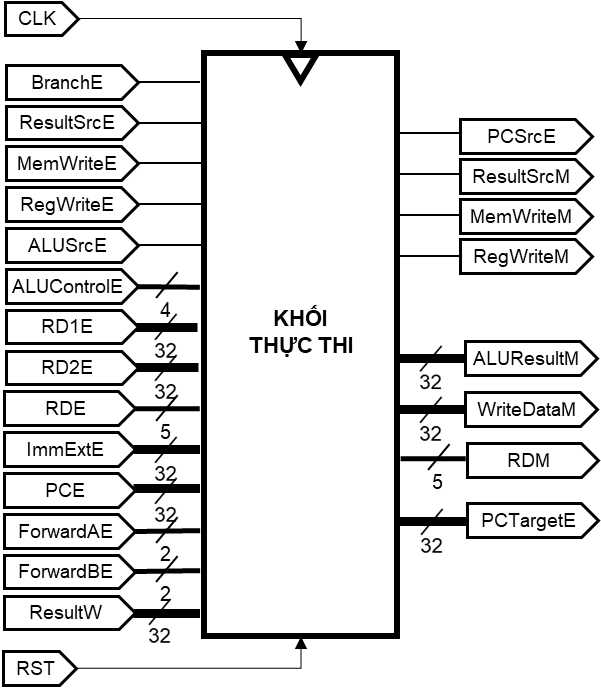 CLK
BranchE
ResultSrcE
MemWriteE
RegWriteE
ALUSrcE
ALUControlE
4
RD1E
32
RD2E
32
RDE
5
ImmExtE
32
PCE
32
ForwardAE
2
ForwardBE
2
ResultW
32
RST
KHỐI
THỰC THI
PCSrcE
ResultSrcM
MemWriteM
RegWriteM
ALUResultM
32
WriteDataM
32
RDM
5
PCTargetE
32